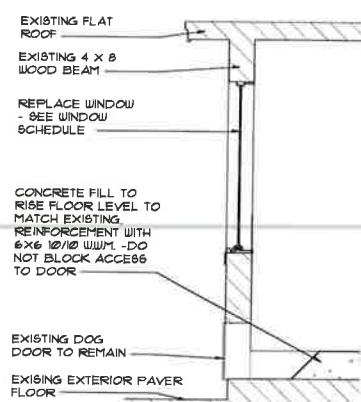 EXISTING FLAT
ROOF
EXISTING 4 X 8
WOOD BEAM
REPLACE WINDOW
- SEE WINDOW
SCHEDULE
CONCRETE FILL TO
RISE FLOOR LEVEL TO
MATCH EXISTING,
REINFORCEMENT WITH
6X6 10/10 W.W.M. -DO
NOT BLOCK ACCESS
TO DOOR
EXISTING DOG
DOOR TO REMAIN
EXISING EXTERIOR PAVER
FLOOR